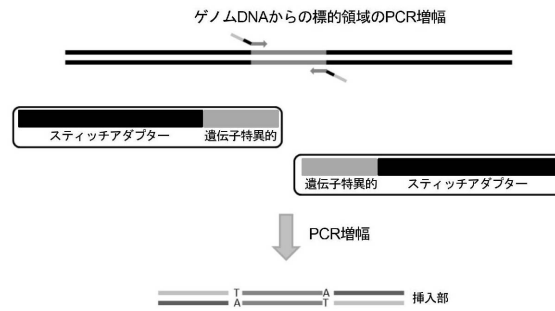 ゲノムDNAからの標的領域のPCR増幅
スティッチアダプター 遺伝子特異的
遺伝子特異的 スティッチアダプター
PCR増幅
T A
A T
挿入部